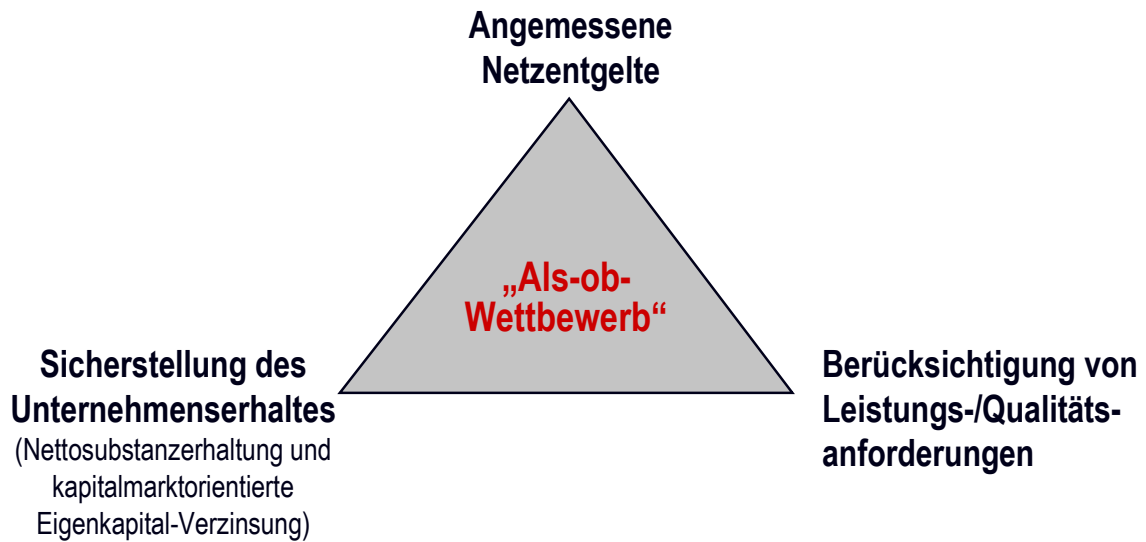 Angemessene
Netzentgelte
„Als-ob-
Wettbewerb“
Sicherstellung des
Unternehmenserhaltes
(Nettosubstanzerhaltung und
kapitalmarktorientierte
Eigenkapital-Verzinsung)
Berücksichtigung von
Leistungs-/Qualitäts-
anforderungen